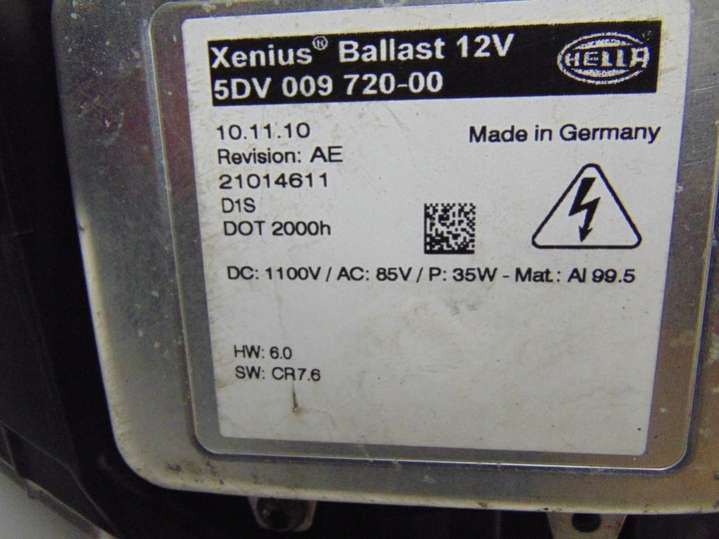 Xenius® Ballast 12V
HELLA
5DV 009 720-00
10.11.10
Made in Germany
Revision: AE
21014611
D1S
DOT 2000h
DC: 1100V / AC: 85V / P: 35W - Mat.: Al 99.5
HW: 6.0
SW: CR7.6